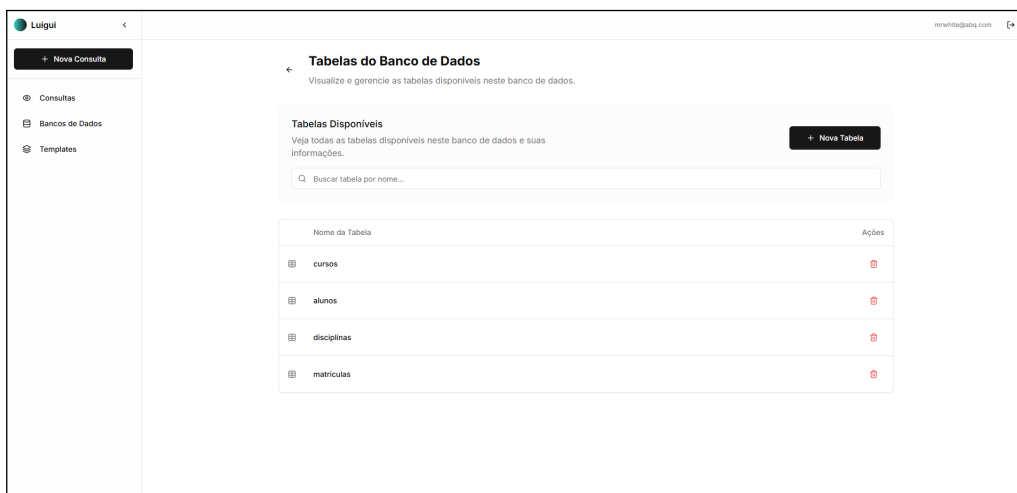 Luigui
mrwhite@abq.com
+ Nova Consulta
Consultas
Bancos de Dados
Templates
Tabelas do Banco de Dados
Visualize e gerencie as tabelas disponíveis neste banco de dados.
Tabelas Disponíveis
Veja todas as tabelas disponíveis neste banco de dados e suas
informações.
+ Nova Tabela
Buscar tabela por nome...
Nome da Tabela Ações
cursos
alunos
disciplinas
matriculas